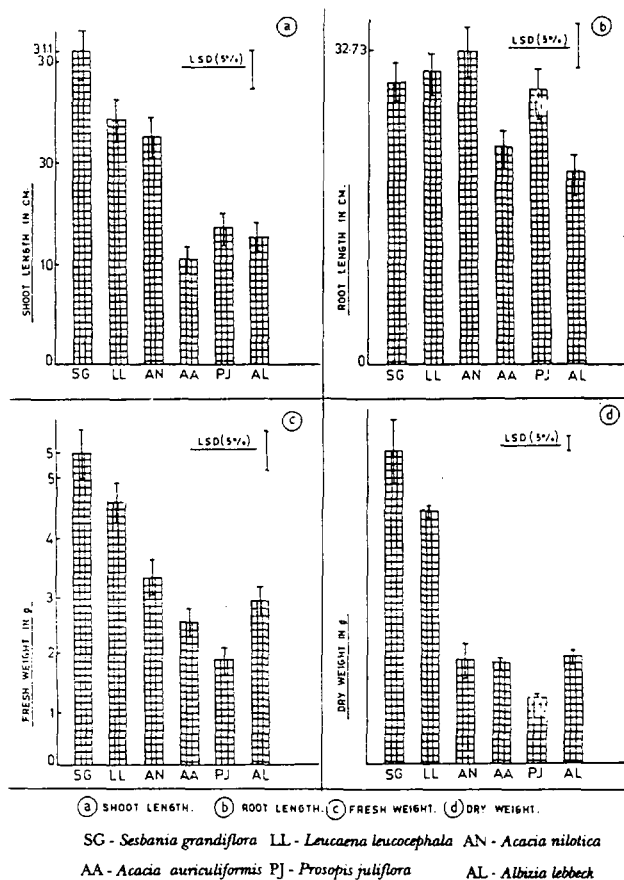 a
31.1
30
30
10
0
SHOOT LENGTH IN CM.
LSD(5%)
SG LL AN AA PJ AL
b
32.73
0
ROOT LENGTH IN CM.
LSD(5%)
SG LL AN AA PJ AL
c
5
5
4
3
2
1
0
FRESH WEIGHT IN g.
LSD(5%)
SG LL AN AA PJ AL
d
DRY WEIGHT IN g.
LSD(5%)
SG LL AN AA PJ AL
a SHOOT LENGTH. b ROOT LENGTH. c FRESH WEIGHT. d DRY WEIGHT.
SG - Sesbania grandiflora LL - Leucaena leucocephala AN - Acacia nilotica
AA - Acacia auriculiformis PJ - Prosopis juliflora AL - Albizia lebbeck